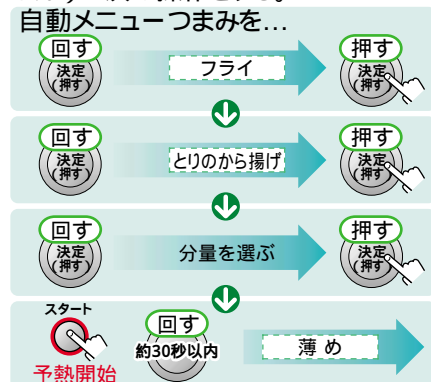 自動メニューつまみを…
回す
決定
(押す)
フライ
押す
決定
(押す)
回す
決定
(押す)
とりのから揚げ
押す
決定
(押す)
回す
決定
(押す)
分量を選ぶ
押す
決定
(押す)
スタート
予熱開始
回す
約30秒以内
薄め